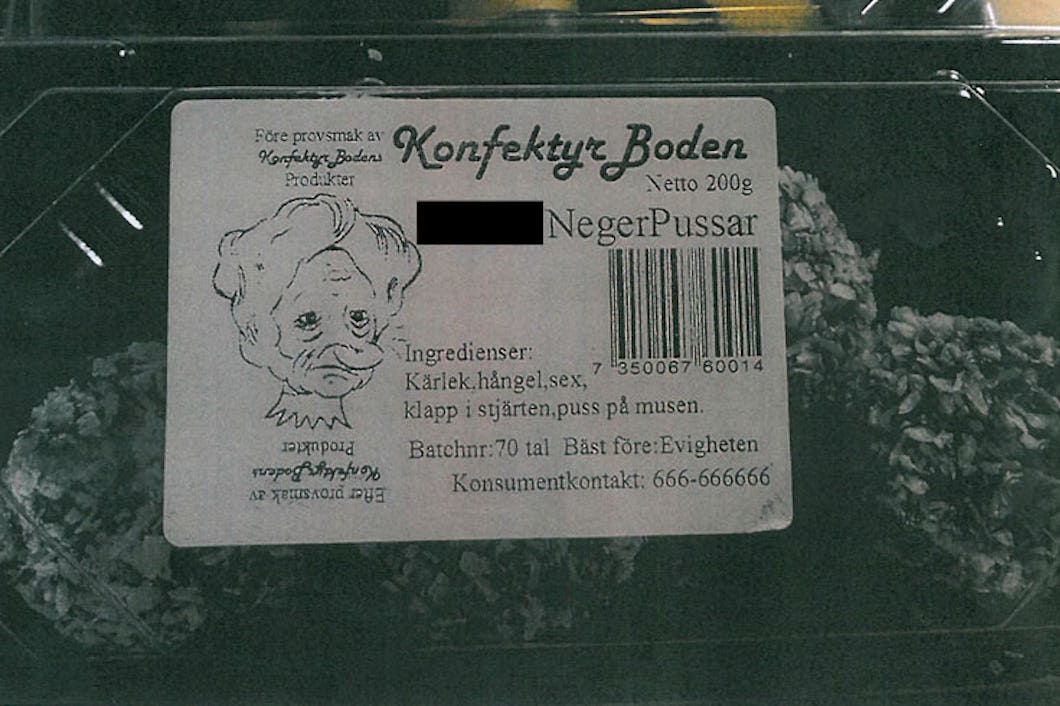 Före provsmak av
Konfektyr Bodens
Produkter
Konfektyr Boden
Netto 200g
NegerPussar
7 350067 60014
Ingredienser:
Kärlek.hångel,sex,
klapp i stjärten,puss på musen.
Batchnr:70 tal Bäst före:Evigheten
Konsumentkontakt: 666-666666
Efter provsmak av
Konfektyr Bodens
Produkter